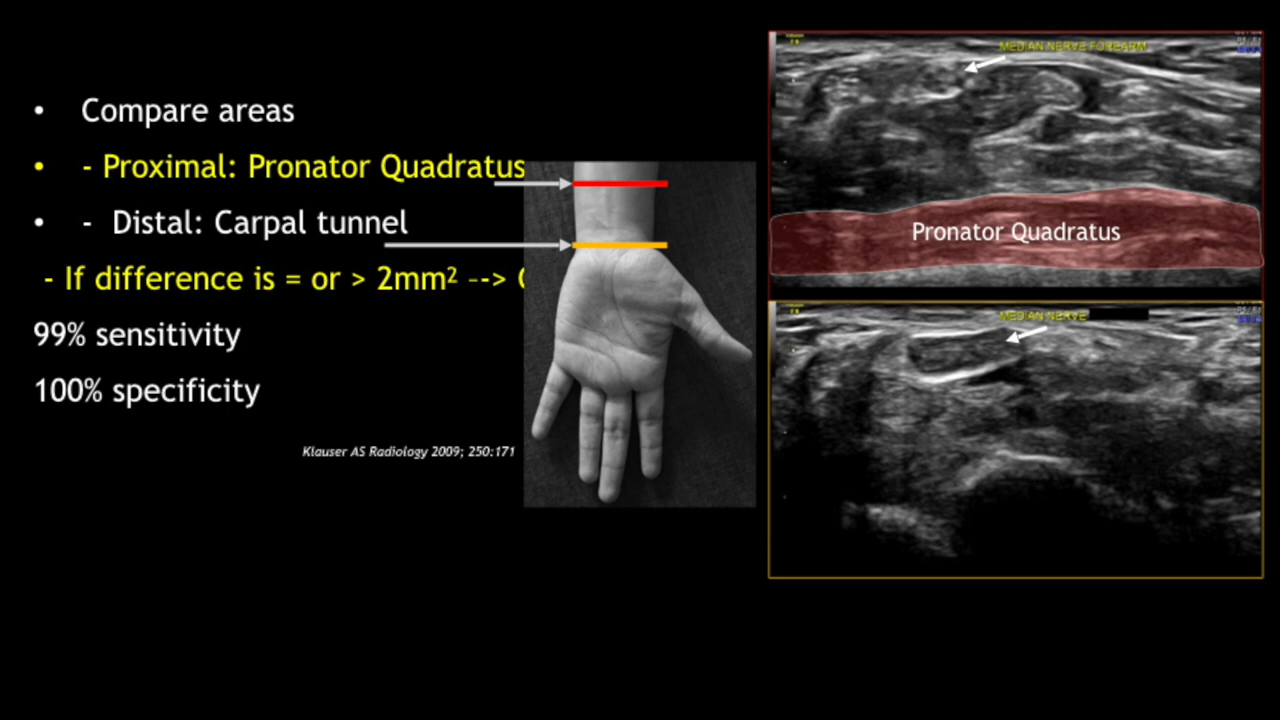 • Compare areas
• - Proximal: Pronator Quadratus
• - Distal: Carpal tunnel
- If difference is = or > 2mm² --> C
99% sensitivity
100% specificity
Klauser AS Radiology 2009; 250:171
MEDIAN NERVE FOREARM
Pronator Quadratus
MEDIAN NERVE